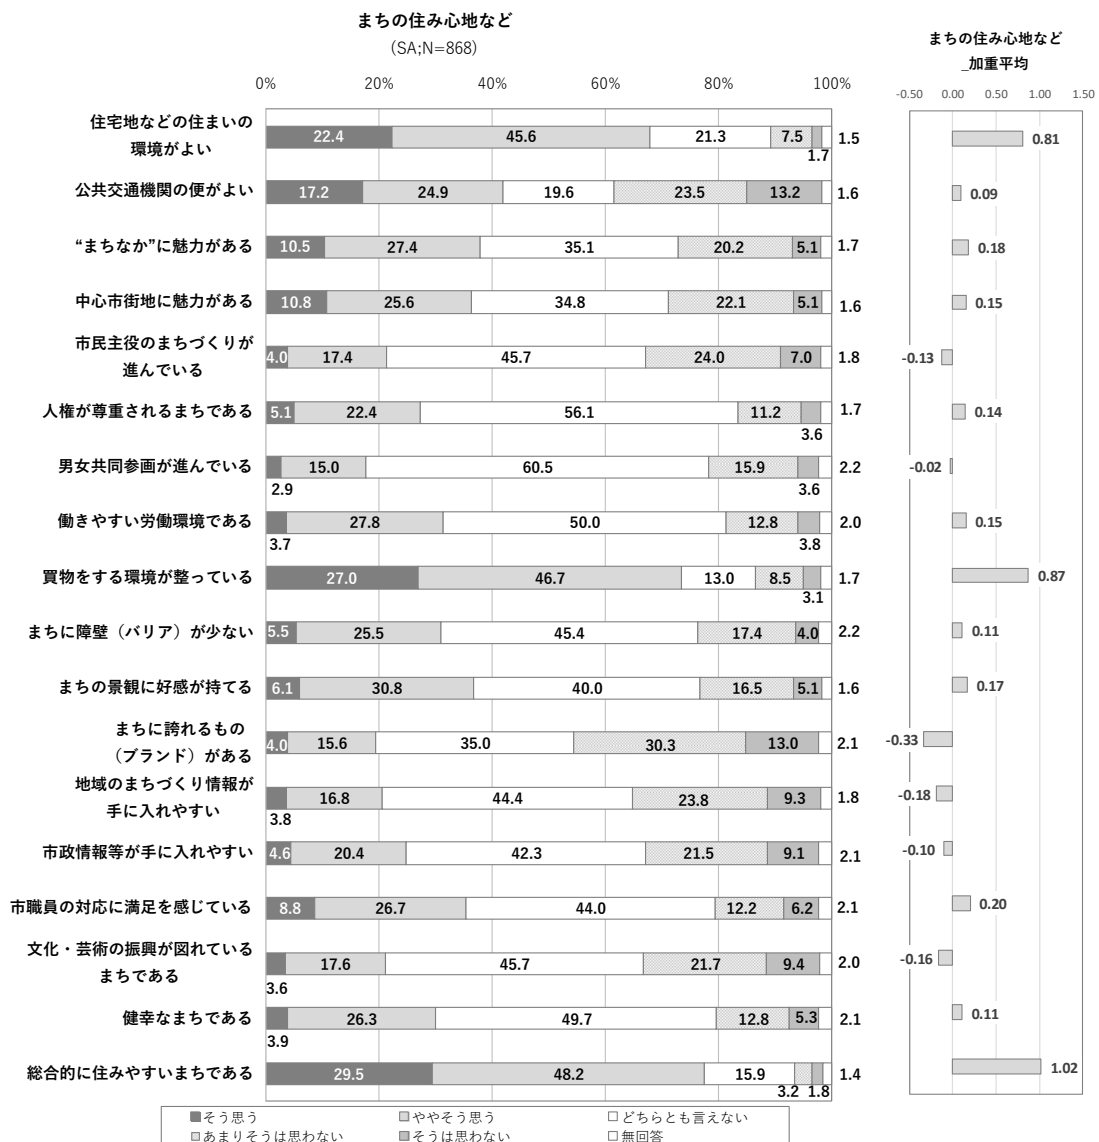 まちの住み心地など
(SA;N=868)
まちの住み心地など
_加重平均
0% 20% 40% 60% 80% 100%
-0.50 0.00 0.50 1.00 1.50
住宅地などの住まいの
環境がよい
22.4 45.6 21.3 7.5 1.7 1.5 0.81
公共交通機関の便がよい 17.2 24.9 19.6 23.5 13.2 1.6 0.09
“まちなか”に魅力がある 10.5 27.4 35.1 20.2 5.1 1.7 0.18
中心市街地に魅力がある 10.8 25.6 34.8 22.1 5.1 1.6 0.15
市民主役のまちづくりが
進んでいる
4.0 17.4 45.7 24.0 7.0 1.8 -0.13
人権が尊重されるまちである 5.1 22.4 56.1 11.2 3.6 1.7 0.14
男女共同参画が進んでいる 2.9 15.0 60.5 15.9 3.6 2.2 -0.02
働きやすい労働環境である 3.7 27.8 50.0 12.8 3.8 2.0 0.15
買物をする環境が整っている 27.0 46.7 13.0 8.5 3.1 1.7 0.87
まちに障壁（バリア）が少ない 5.5 25.5 45.4 17.4 4.0 2.2 0.11
まちの景観に好感が持てる 6.1 30.8 40.0 16.5 5.1 1.6 0.17
まちに誇れるもの
（ブランド）がある
4.0 15.6 35.0 30.3 13.0 2.1 -0.33
地域のまちづくり情報が
手に入れやすい
3.8 16.8 44.4 23.8 9.3 1.8 -0.18
市政情報等が手に入れやすい 4.6 20.4 42.3 21.5 9.1 2.1 -0.10
市職員の対応に満足を感じている 8.8 26.7 44.0 12.2 6.2 2.1 0.20
文化・芸術の振興が図れている
まちである
3.6 17.6 45.7 21.7 9.4 2.0 -0.16
健幸なまちである 3.9 26.3 49.7 12.8 5.3 2.1 0.11
総合的に住みやすいまちである 29.5 48.2 15.9 3.2 1.8 1.4 1.02
そう思う ややそう思う どちらとも言えない
あまりそうは思わない そうは思わない 無回答